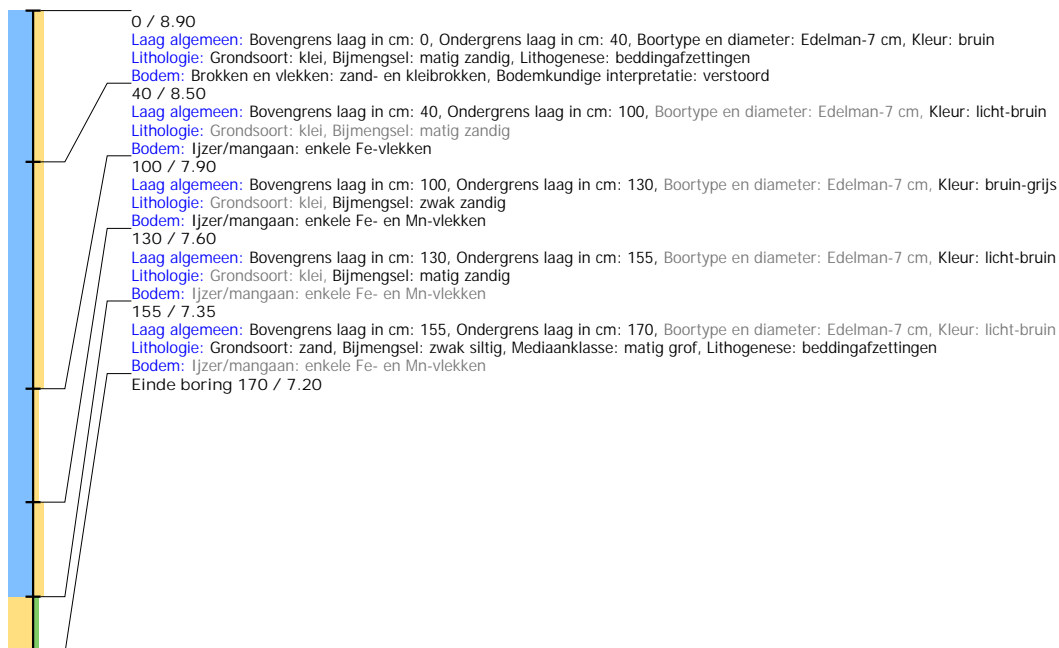 0 / 8.90
Laag algemeen: Bovengrens laag in cm: 0, Ondergrens laag in cm: 40, Boortype en diameter: Edelman-7 cm, Kleur: bruin
Lithologie: Grondsoort: klei, Bijmengsel: matig zandig, Lithogenese: beddingafzettingen
Bodem: Brokken en vlekken: zand- en kleibrokken, Bodemkundige interpretatie: verstoord
40 / 8.50
Laag algemeen: Bovengrens laag in cm: 40, Ondergrens laag in cm: 100, Boortype en diameter: Edelman-7 cm, Kleur: licht-bruin
Lithologie: Grondsoort: klei, Bijmengsel: matig zandig
Bodem: Ijzer/mangaan: enkele Fe-vlekken
100 / 7.90
Laag algemeen: Bovengrens laag in cm: 100, Ondergrens laag in cm: 130, Boortype en diameter: Edelman-7 cm, Kleur: bruin-grijs
Lithologie: Grondsoort: klei, Bijmengsel: zwak zandig
Bodem: Ijzer/mangaan: enkele Fe- en Mn-vlekken
130 / 7.60
Laag algemeen: Bovengrens laag in cm: 130, Ondergrens laag in cm: 155, Boortype en diameter: Edelman-7 cm, Kleur: licht-bruin
Lithologie: Grondsoort: klei, Bijmengsel: matig zandig
Bodem: Ijzer/mangaan: enkele Fe- en Mn-vlekken
155 / 7.35
Laag algemeen: Bovengrens laag in cm: 155, Ondergrens laag in cm: 170, Boortype en diameter: Edelman-7 cm, Kleur: licht-bruin
Lithologie: Grondsoort: zand, Bijmengsel: zwak siltig, Mediaanklasse: matig grof, Lithogenese: beddingafzettingen
Bodem: Ijzer/mangaan: enkele Fe- en Mn-vlekken
Einde boring 170 / 7.20